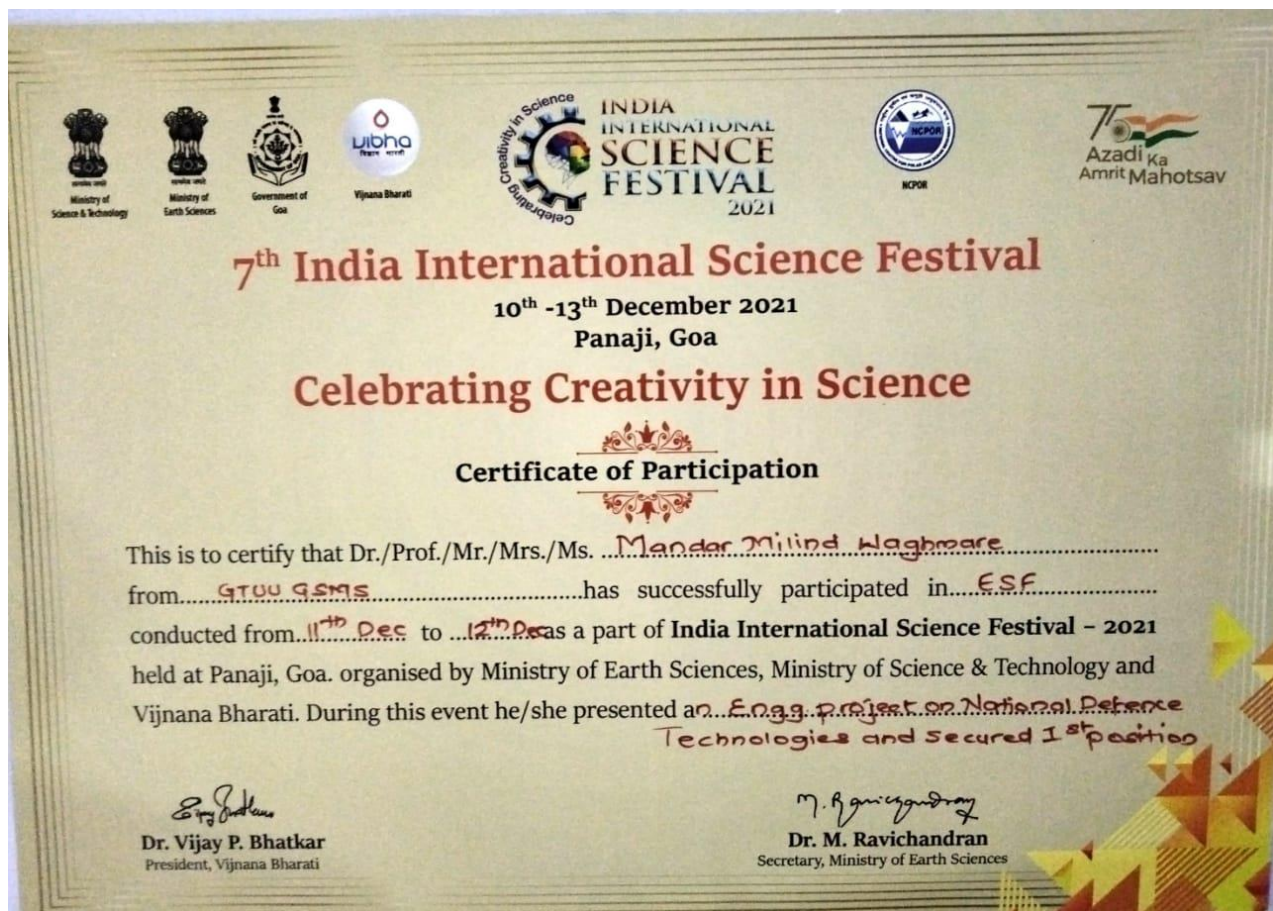 Ministry of
Science & Technology
Ministry of
Earth Sciences
Government of
Goa
vibha
विज्ञान भारती
Vijnana Bharati
Celebrating Creativity in Science
INDIA
INTERNATIONAL
SCIENCE
FESTIVAL
2021
NCPOR
NCPOR
75
Azadi Ka
Amrit Mahotsav
7th India International Science Festival
10th -13th December 2021
Panaji, Goa
Celebrating Creativity in Science
Certificate of Participation
This is to certify that Dr./Prof./Mr./Mrs./Ms. Mandar Milind Waghmare
from GTUU GSMS has successfully participated in ESF
conducted from 11th Dec to 12th Dec as a part of India International Science Festival – 2021
held at Panaji, Goa. organised by Ministry of Earth Sciences, Ministry of Science & Technology and
Vijnana Bharati. During this event he/she presented an Engg. project on National Defence
Technologies and secured 1st position
M. Ravichandran
Dr. Vijay P. Bhatkar
President, Vijnana Bharati
Dr. M. Ravichandran
Secretary, Ministry of Earth Sciences